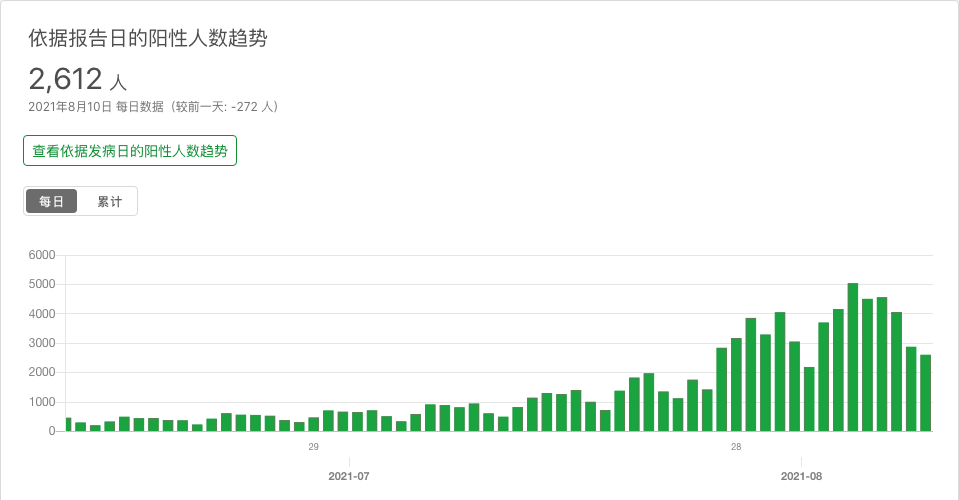 依据报告日的阳性人数趋势
2,612 人
2021年8月10日 每日数据（较前一天: -272 人）
查看依据发病日的阳性人数趋势
每日 累计
6000
5000
4000
3000
2000
1000
0
29 28
2021-07 2021-08